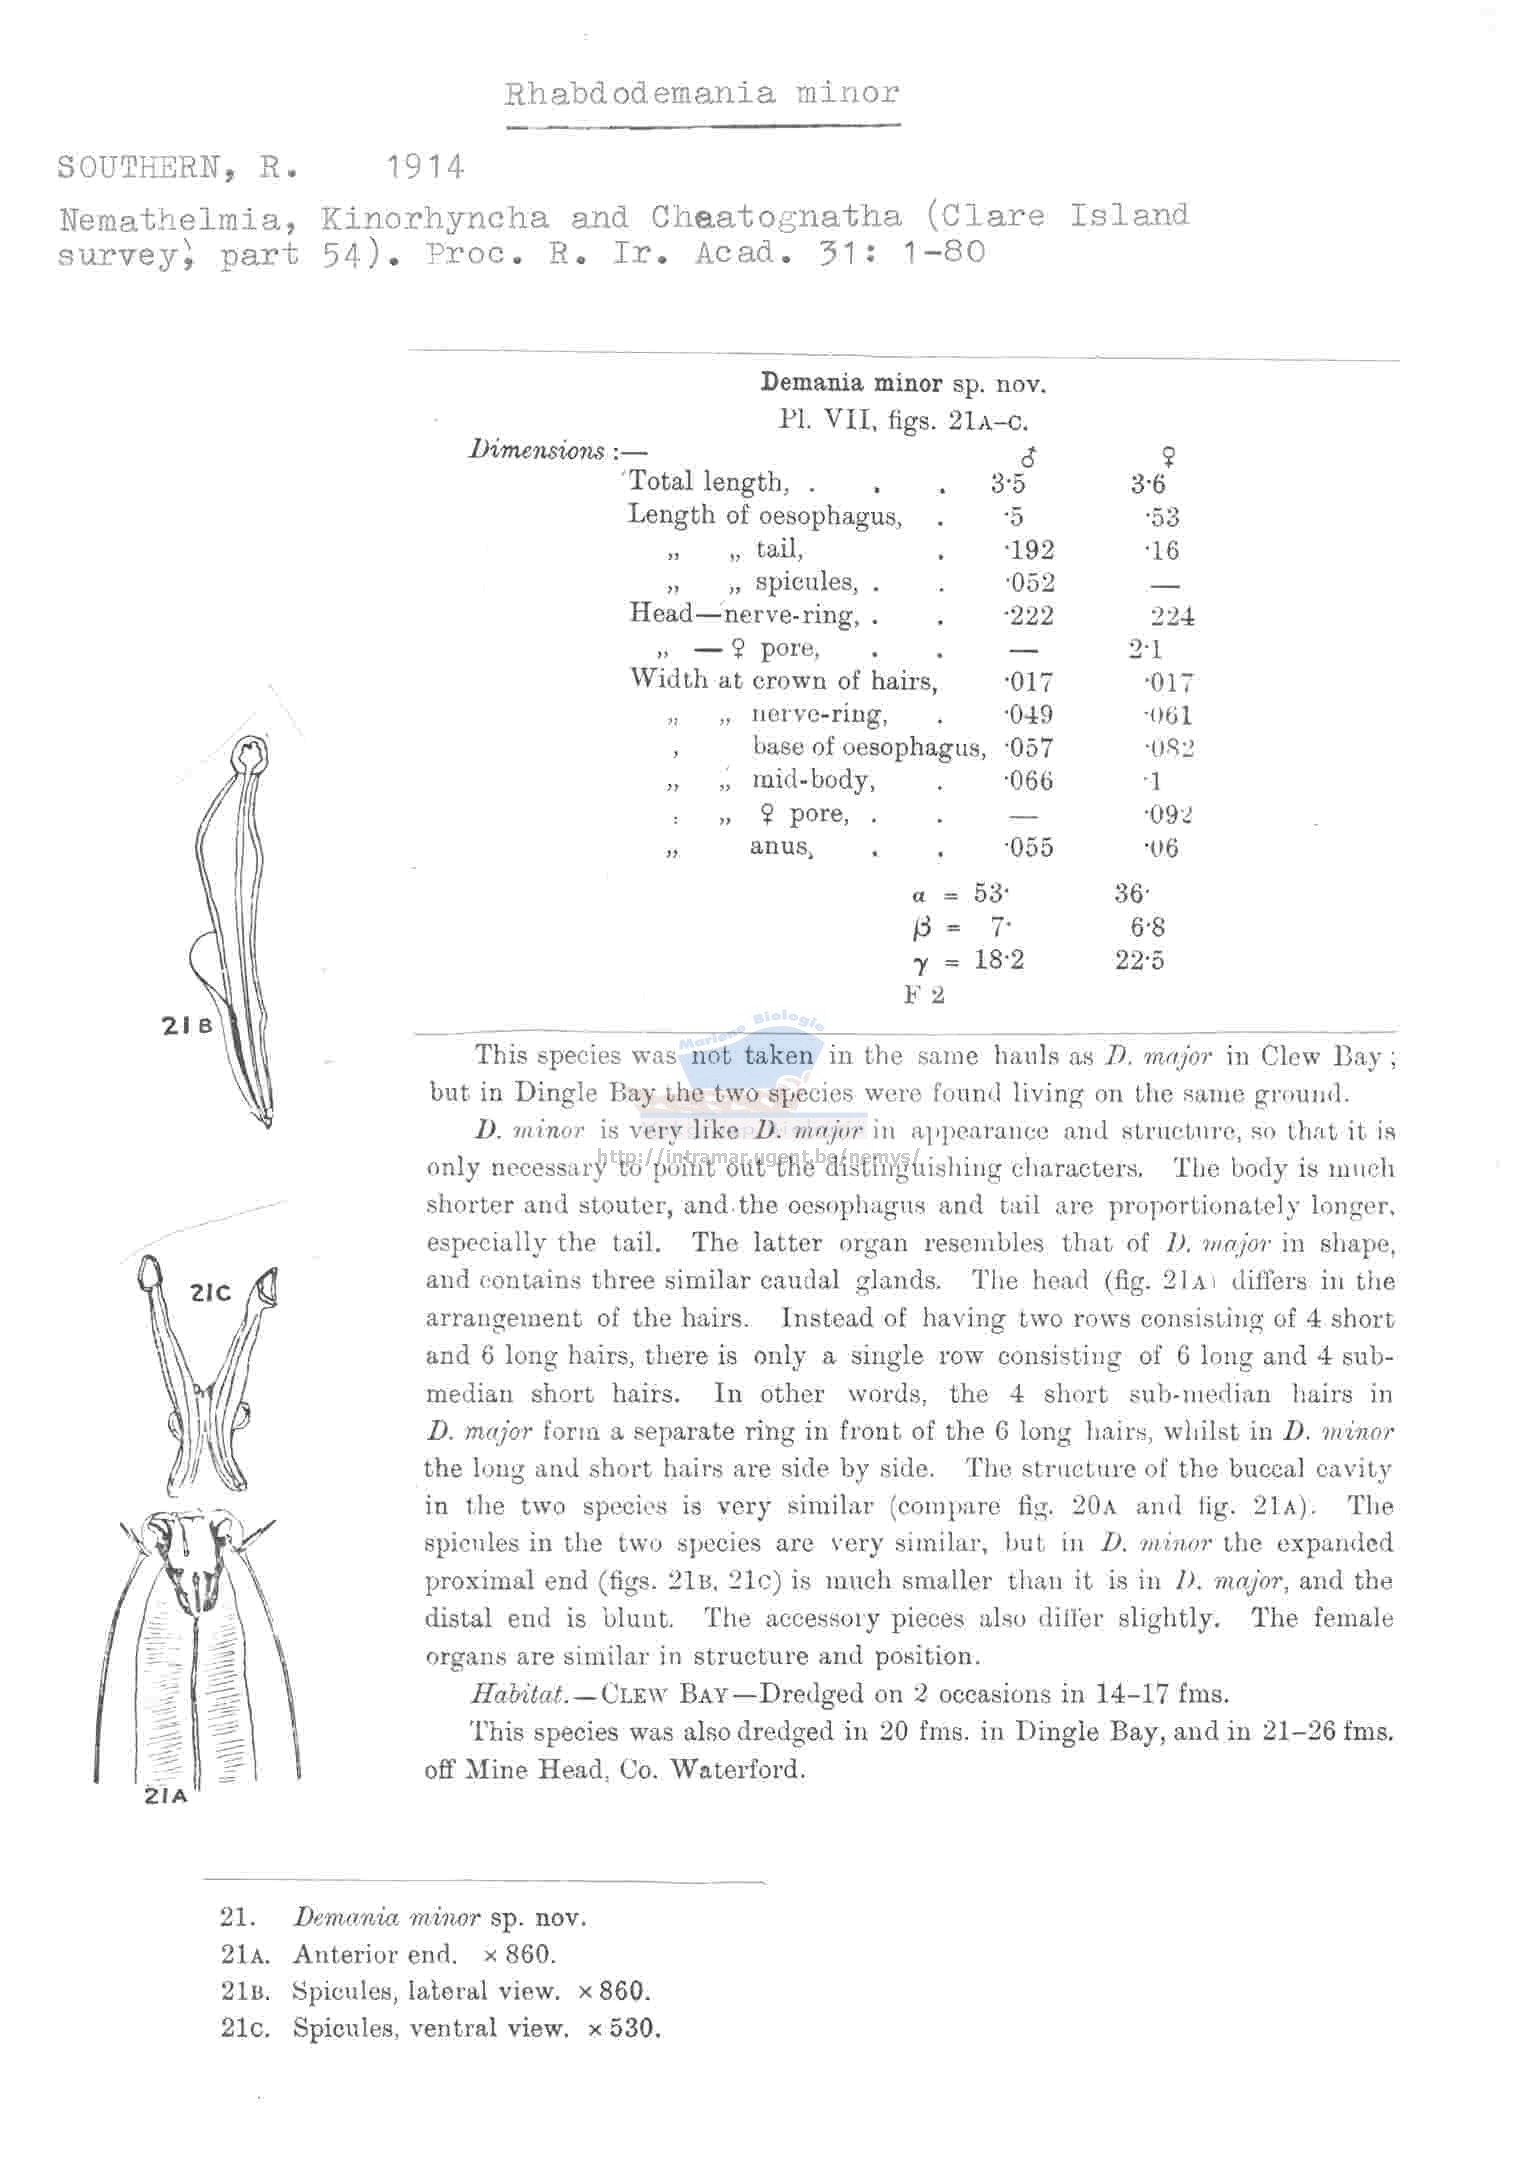 Rhabdodemania minor
SOUTHERN, R. 1914
Nemathelmia, Kinorhyncha and Cheatognatha (Clare Island
survey, part 54). Proc. R. Ir. Acad. 31: 1-80
Demania minor sp. nov.
Pl. VII, figs. 21A–C.
Dimensions :—
♂ ♀
Total length, . . . 3·5 3·6
Length of oesophagus, . ·5 ·53
„ „ tail, . ·192 ·16
„ „ spicules, . . ·052 —
Head—nerve-ring, . . ·222 224
„ — ♀ pore, . . — 2·1
Width at crown of hairs, ·017 ·017
„ „ nerve-ring, . ·049 ·061
, base of oesophagus, ·057 ·082
„ „ mid-body, . ·066 ·1
: „ ♀ pore, . . — ·092
„ anus, . . ·055 ·06
α = 53· 36·
β = 7· 6·8
γ = 18·2 22·5
F 2
This species was not taken in the same hauls as D. major in Clew Bay;
but in Dingle Bay the two species were found living on the same ground.
D. minor is very like D. major in appearance and structure, so that it is
only necessary to point out the distinguishing characters. The body is much
shorter and stouter, and the oesophagus and tail are proportionately longer,
especially the tail. The latter organ resembles that of D. major in shape,
and contains three similar caudal glands. The head (fig. 21A) differs in the
arrangement of the hairs. Instead of having two rows consisting of 4 short
and 6 long hairs, there is only a single row consisting of 6 long and 4 sub-
median short hairs. In other words, the 4 short sub-median hairs in
D. major form a separate ring in front of the 6 long hairs, whilst in D. minor
the long and short hairs are side by side. The structure of the buccal cavity
in the two species is very similar (compare fig. 20A and fig. 21A). The
spicules in the two species are very similar, but in D. minor the expanded
proximal end (figs. 21B, 21C) is much smaller than it is in D. major, and the
distal end is blunt. The accessory pieces also differ slightly. The female
organs are similar in structure and position.
Habitat.—CLEW BAY—Dredged on 2 occasions in 14–17 fms.
This species was also dredged in 20 fms. in Dingle Bay, and in 21–26 fms.
off Mine Head, Co. Waterford.
Mariene Biologie
http://intramar.ugent.be/nemys/
21B
21C
21A
21. Demania minor sp. nov.
21A. Anterior end. × 860.
21B. Spicules, lateral view. × 860.
21C. Spicules, ventral view. × 530.